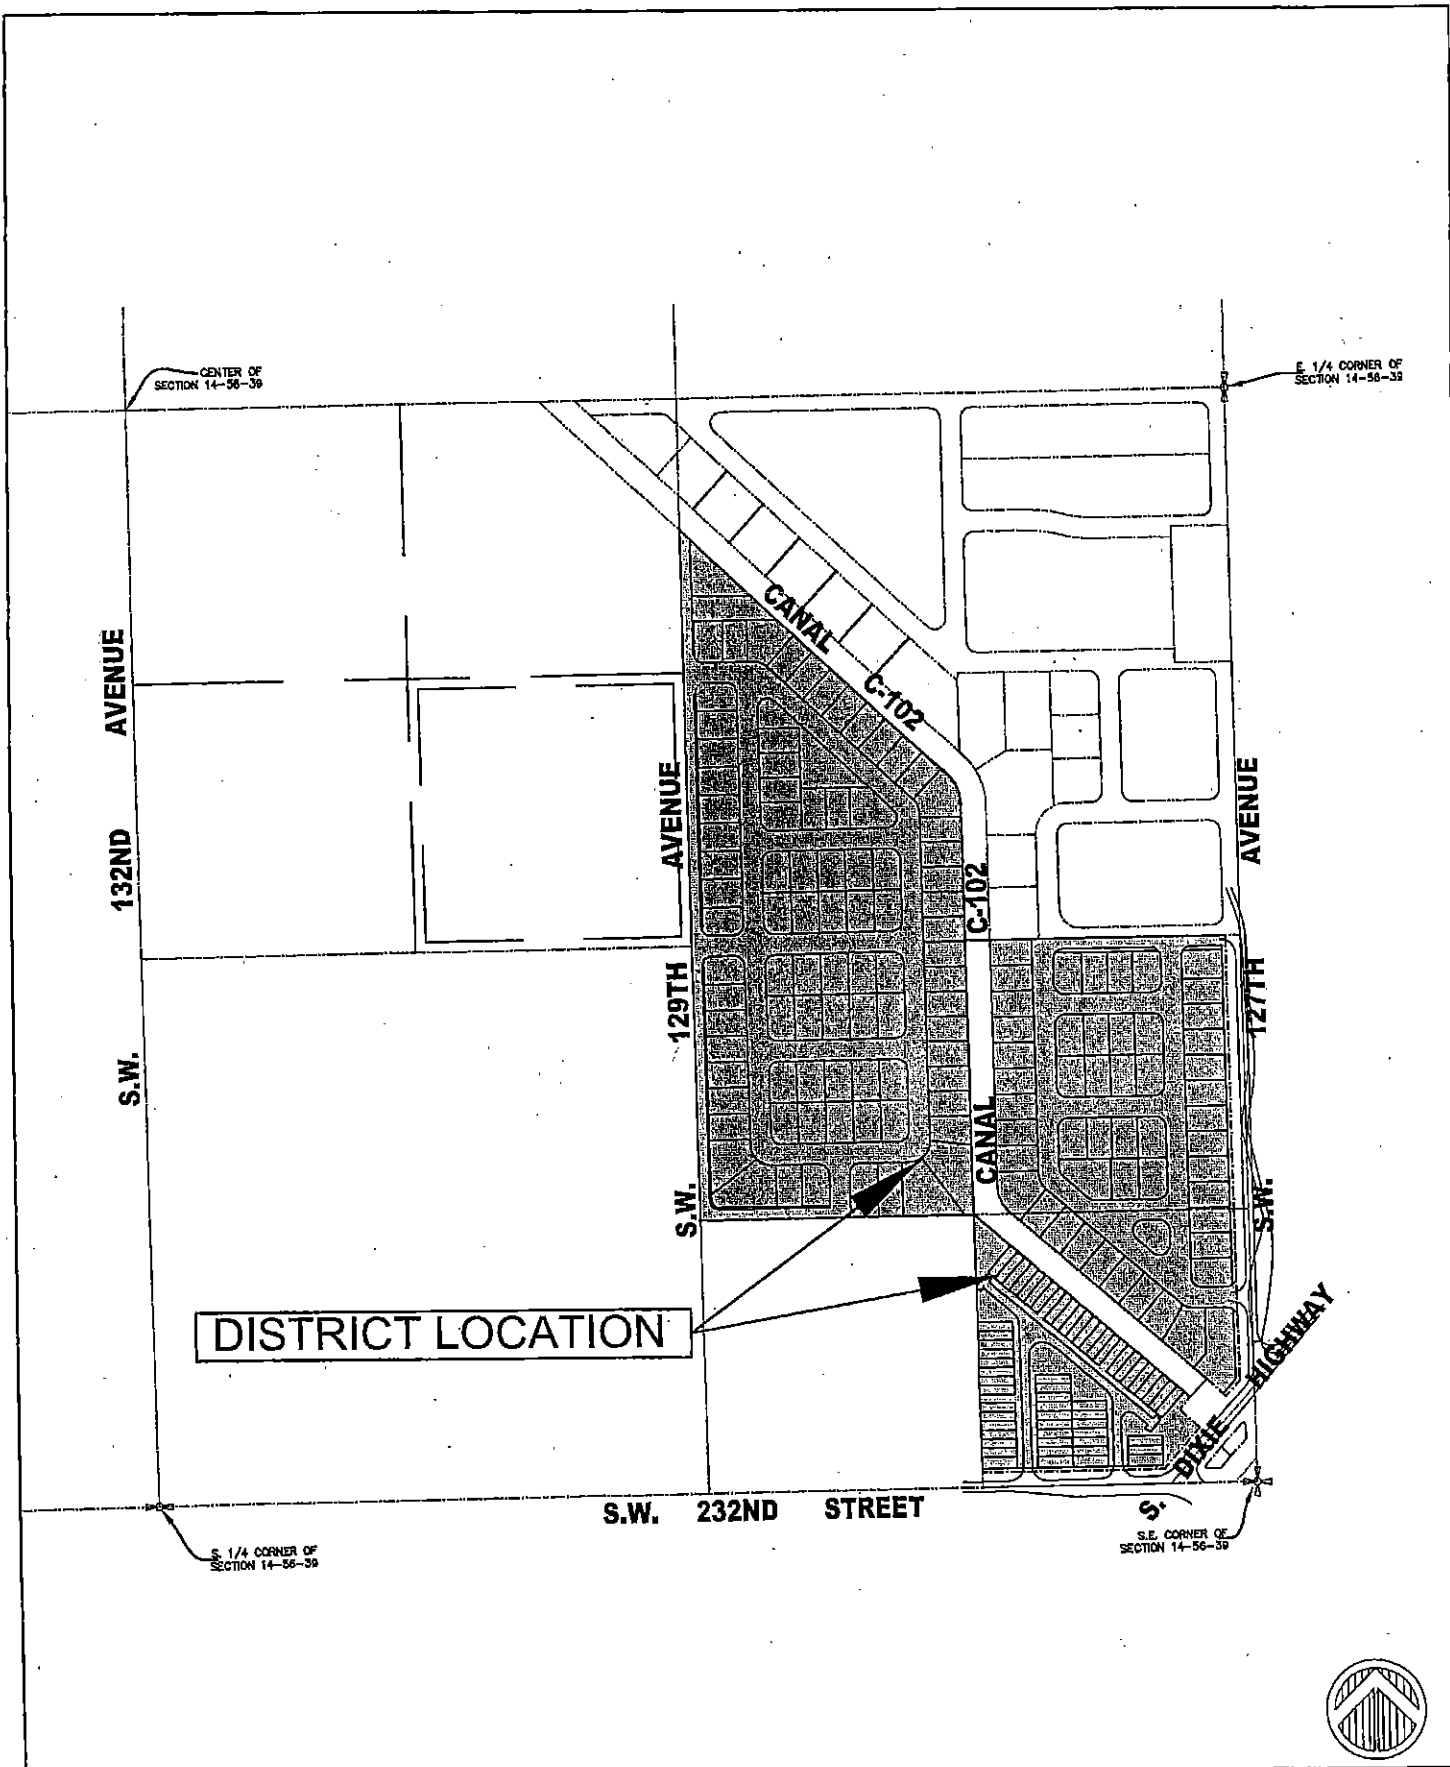 CENTER OF
SECTION 14-56-39
E. 1/4 CORNER OF
SECTION 14-56-39
CANAL
C-102
S.W. 132ND AVENUE
S.W. 129TH AVENUE
CANAL C-102
S.W. 127TH AVENUE
DISTRICT LOCATION
S. DIXIE HIGHWAY
S.W. 232ND STREET
S. 1/4 CORNER OF
SECTION 14-56-39
S.E. CORNER OF
SECTION 14-56-39